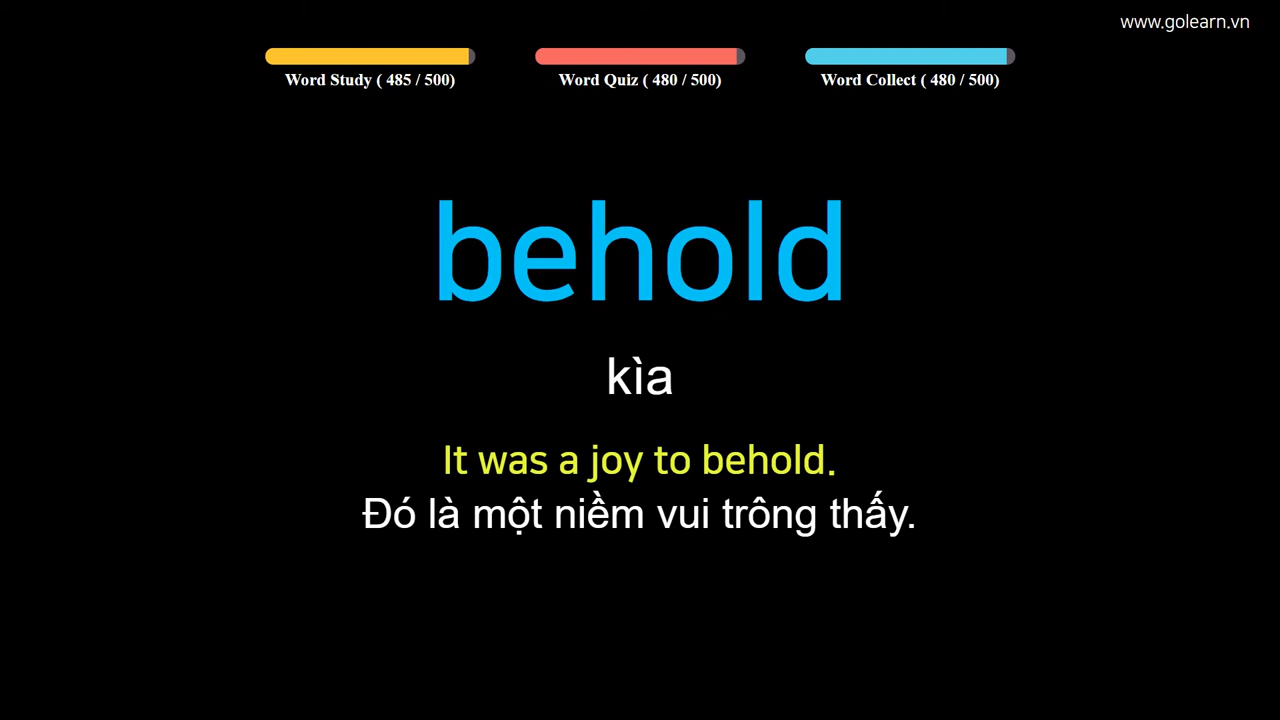 www.golearn.vn
Word Study ( 485 / 500)
Word Quiz ( 480 / 500)
Word Collect ( 480 / 500)
behold
kìa
It was a joy to behold.
Đó là một niềm vui trông thấy.